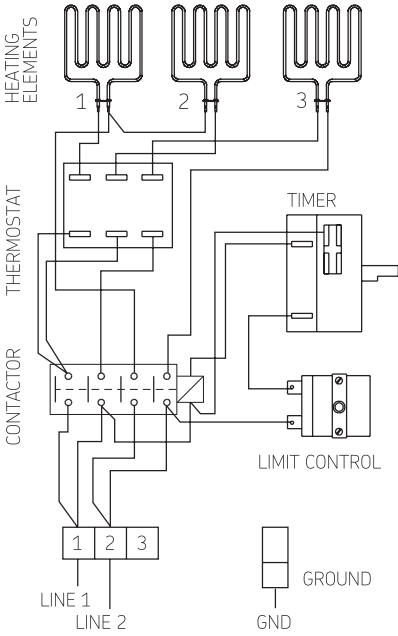 HEATING
ELEMENTS
1
2
3
THERMOSTAT
TIMER
CONTACTOR
LIMIT CONTROL
1 2 3
GROUND
LINE 1
LINE 2
GND